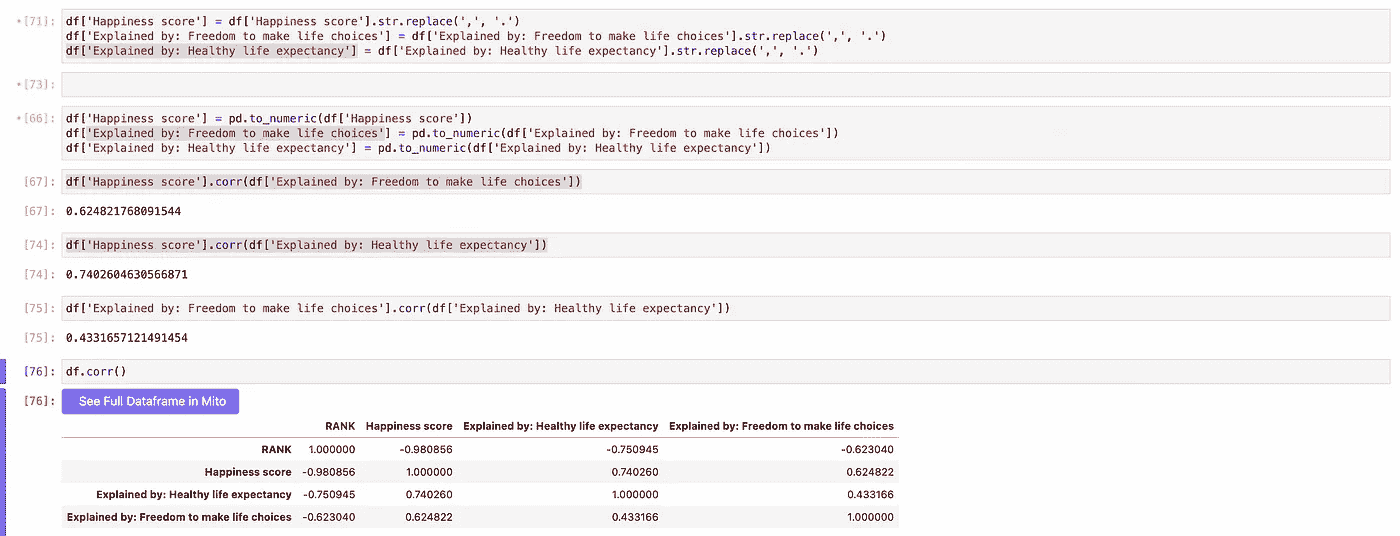 [71]: df['Happiness score'] = df['Happiness score'].str.replace(',', '.')
df['Explained by: Freedom to make life choices'] = df['Explained by: Freedom to make life choices'].str.replace(',', '.')
df['Explained by: Healthy life expectancy'] = df['Explained by: Healthy life expectancy'].str.replace(',', '.')
[73]:
[66]: df['Happiness score'] = pd.to_numeric(df['Happiness score'])
df['Explained by: Freedom to make life choices'] = pd.to_numeric(df['Explained by: Freedom to make life choices'])
df['Explained by: Healthy life expectancy'] = pd.to_numeric(df['Explained by: Healthy life expectancy'])
[67]: df['Happiness score'].corr(df['Explained by: Freedom to make life choices'])
[67]: 0.624821768091544
[74]: df['Happiness score'].corr(df['Explained by: Healthy life expectancy'])
[74]: 0.7402604630566871
[75]: df['Explained by: Freedom to make life choices'].corr(df['Explained by: Healthy life expectancy'])
[75]: 0.4331657121491454
[76]: df.corr()
[76]: See Full Dataframe in Mito
RANK Happiness score Explained by: Healthy life expectancy Explained by: Freedom to make life choices
RANK 1.000000 -0.980856 -0.750945 -0.623040
Happiness score -0.980856 1.000000 0.740260 0.624822
Explained by: Healthy life expectancy -0.750945 0.740260 1.000000 0.433166
Explained by: Freedom to make life choices -0.623040 0.624822 0.433166 1.000000